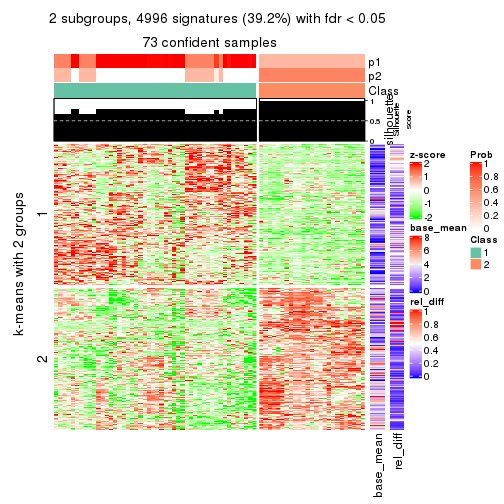 2 subgroups, 4996 signatures (39.2%) with fdr < 0.05
73 confident samples
p1
p2
Class
silhouette
Silhouette
score
1
0.5
0
k-means with 2 groups
1
2
base_mean
rel_diff
z-score
2
1
0
-1
-2
base_mean
8
6
4
2
0
rel_diff
1
0.8
0.6
0.4
0.2
0
Prob
1
0.8
0.6
0.4
0.2
0
Class
1
2